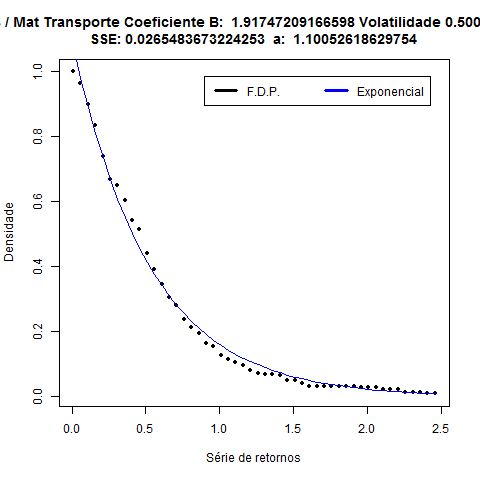 / Mat Transporte Coeficiente B: 1.91747209166598 Volatilidade 0.500
SSE: 0.0265483673224253 a: 1.10052618629754
F.D.P.
Exponencial
1.0
0.8
0.6
0.4
0.2
0.0
Densidade
0.0 0.5 1.0 1.5 2.0 2.5
Série de retornos